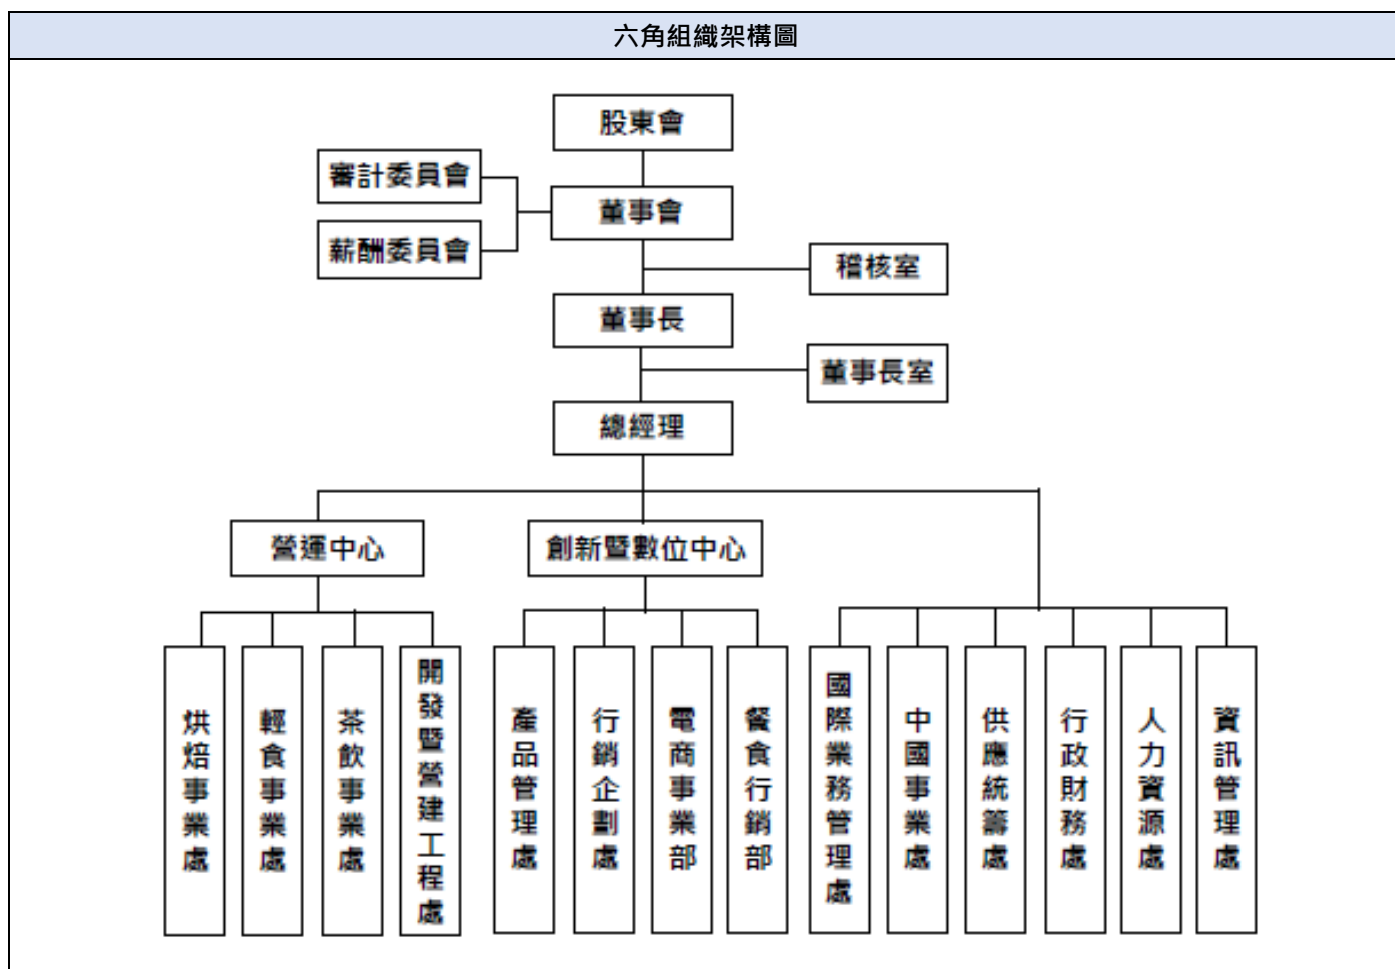 六角組織架構圖
股東會
審計委員會
董事會
薪酬委員會
稽核室
董事長
董事長室
總經理
營運中心
創新暨數位中心
烘焙事業處
輕食事業處
茶飲事業處
開發暨營建工程處
產品管理處
行銷企劃處
電商事業部
餐食行銷部
國際業務管理處
中國事業處
供應統籌處
行政財務處
人力資源處
資訊管理處